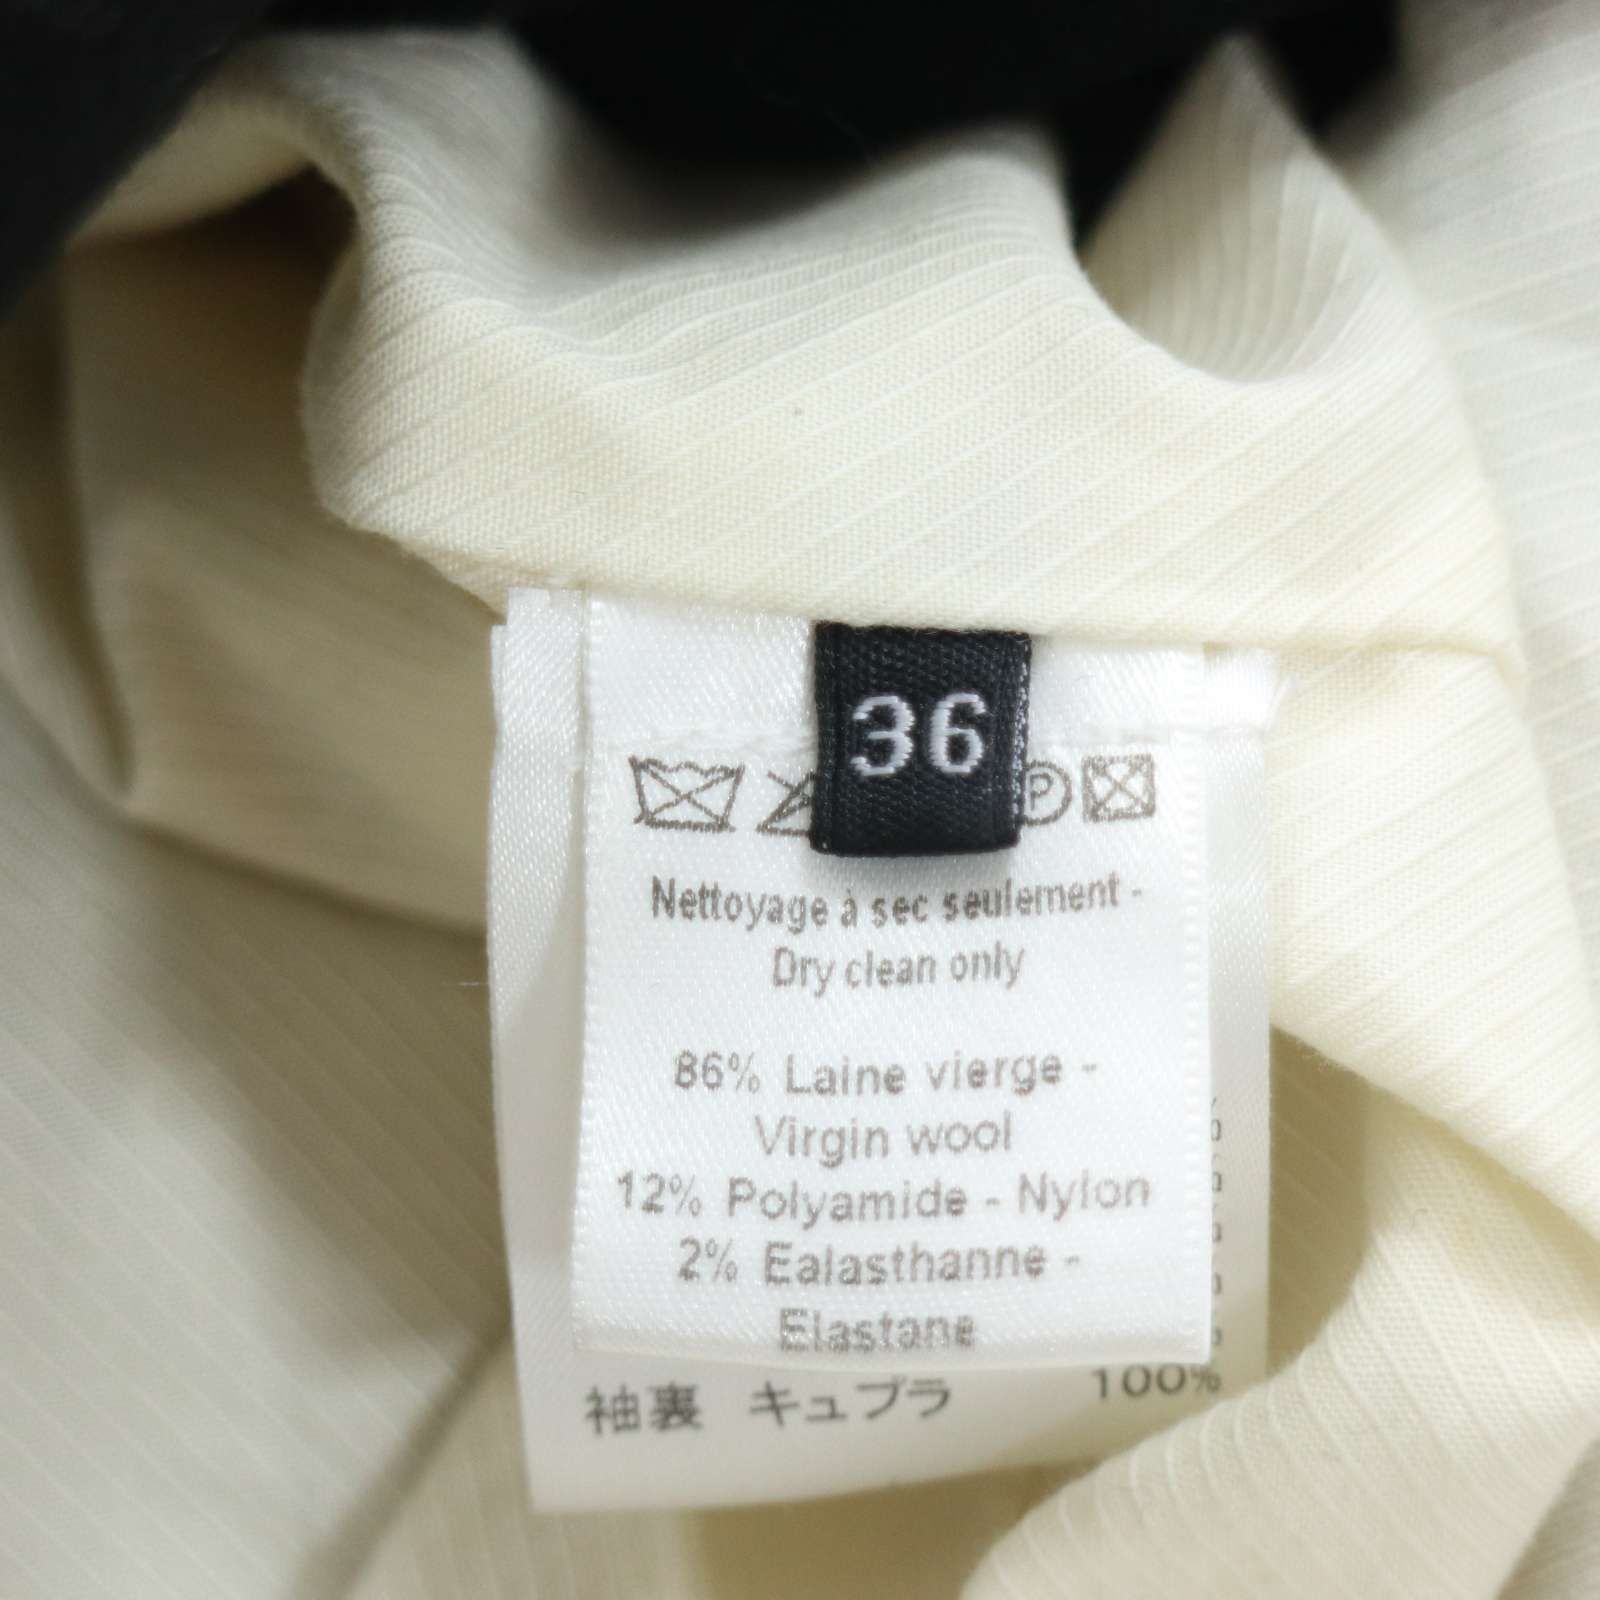 36
P
Nettoyage à sec seulement -
Dry clean only
86% Laine vierge -
Virgin wool
12% Polyamide - Nylon
2% Ealasthanne -
Elastane
袖裏 キュプラ 100%